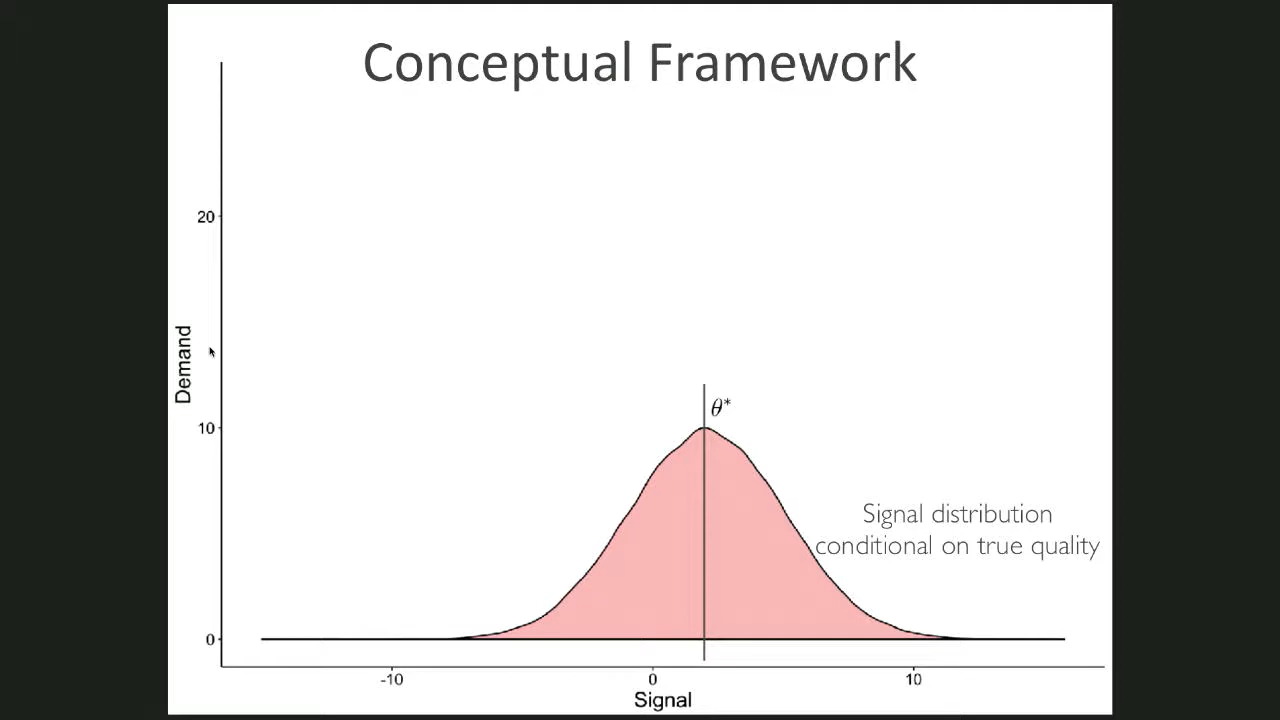 Conceptual Framework
20
10
0
Demand
θ*
Signal distribution
conditional on true quality
-10
0
10
Signal